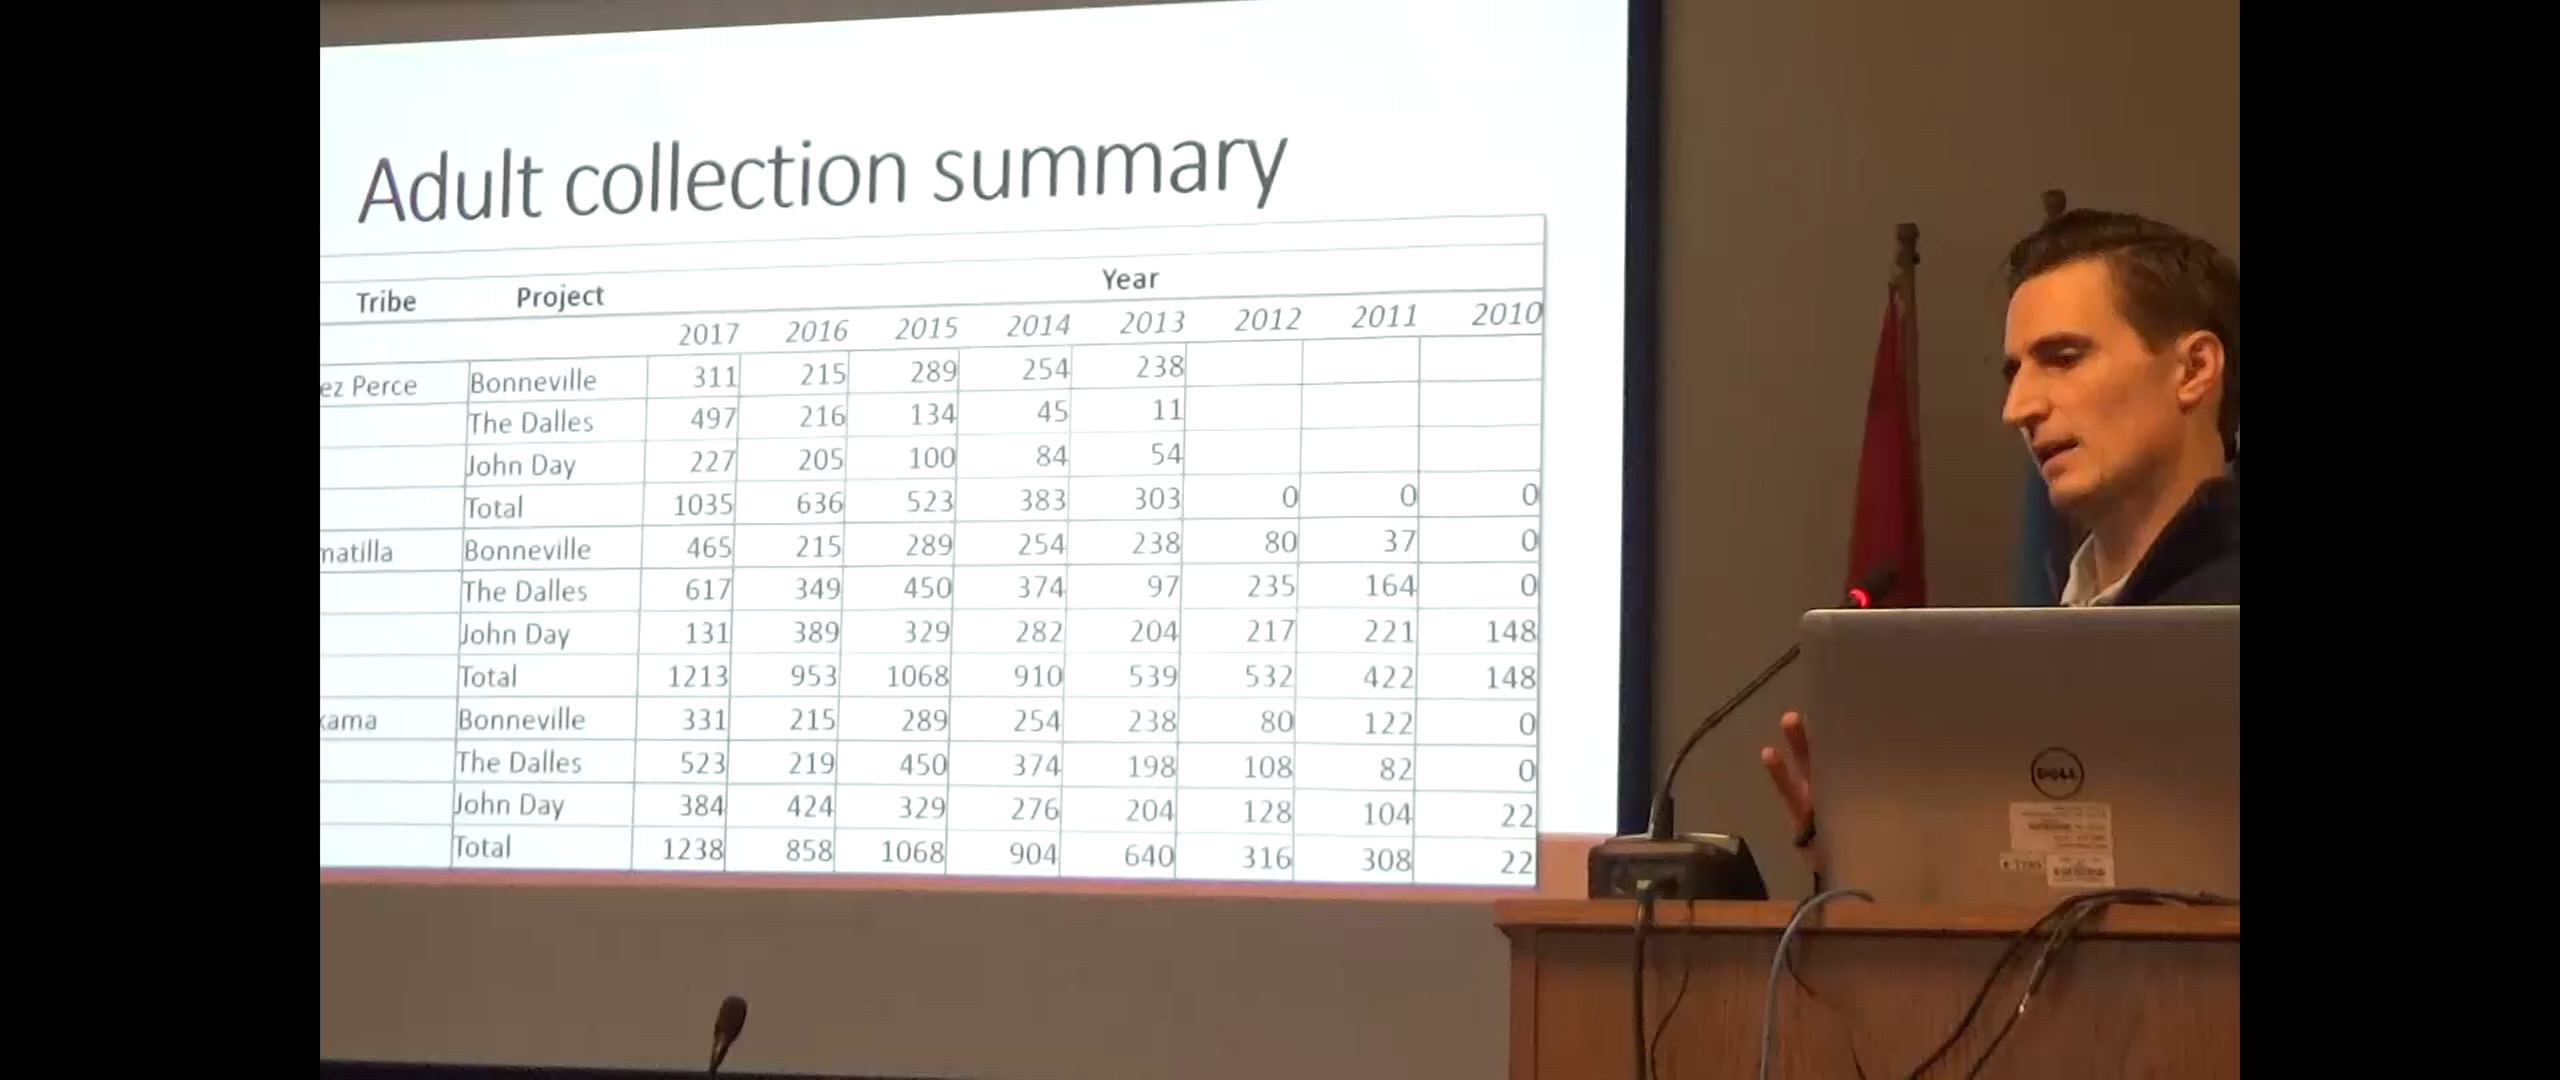 Adult collection summary
Tribe Project Year
2017 2016 2015 2014 2013 2012 2011 2010
ez Perce Bonneville 311 215 289 254 238
The Dalles 497 216 134 45 11
John Day 227 205 100 84 54
Total 1035 636 523 383 303 0 0 0
matilla Bonneville 465 215 289 254 238 80 37 0
The Dalles 617 349 450 374 97 235 164 0
John Day 131 389 329 282 204 217 221 148
Total 1213 953 1068 910 539 532 422 148
kama Bonneville 331 215 289 254 238 80 122 0
The Dalles 523 219 450 374 198 108 82 0
John Day 384 424 329 276 204 128 104 22
Total 1238 858 1068 904 640 316 308 22
DELL